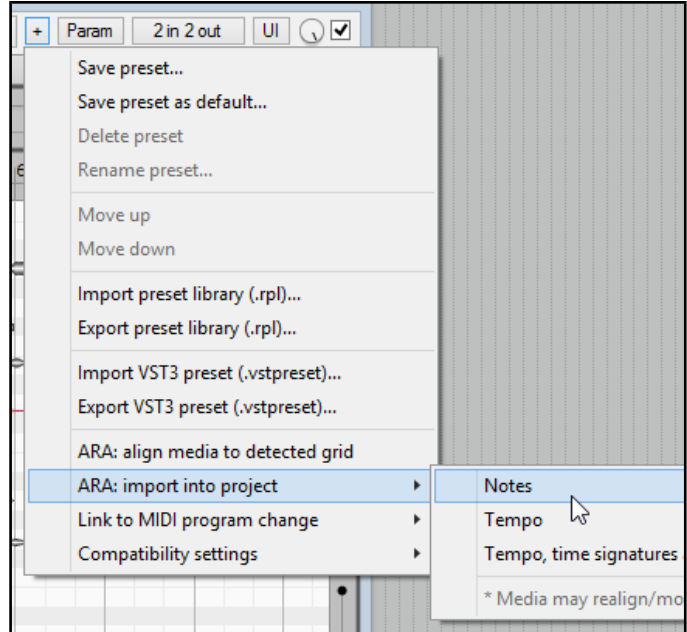 + Param 2 in 2 out UI
Save preset...
Save preset as default...
Delete preset
Rename preset...
Move up
Move down
Import preset library (.rpl)...
Export preset library (.rpl)...
Import VST3 preset (.vstpreset)...
Export VST3 preset (.vstpreset)...
ARA: align media to detected grid
ARA: import into project
Notes
Link to MIDI program change
Tempo
Compatibility settings
Tempo, time signatures
* Media may realign/mo